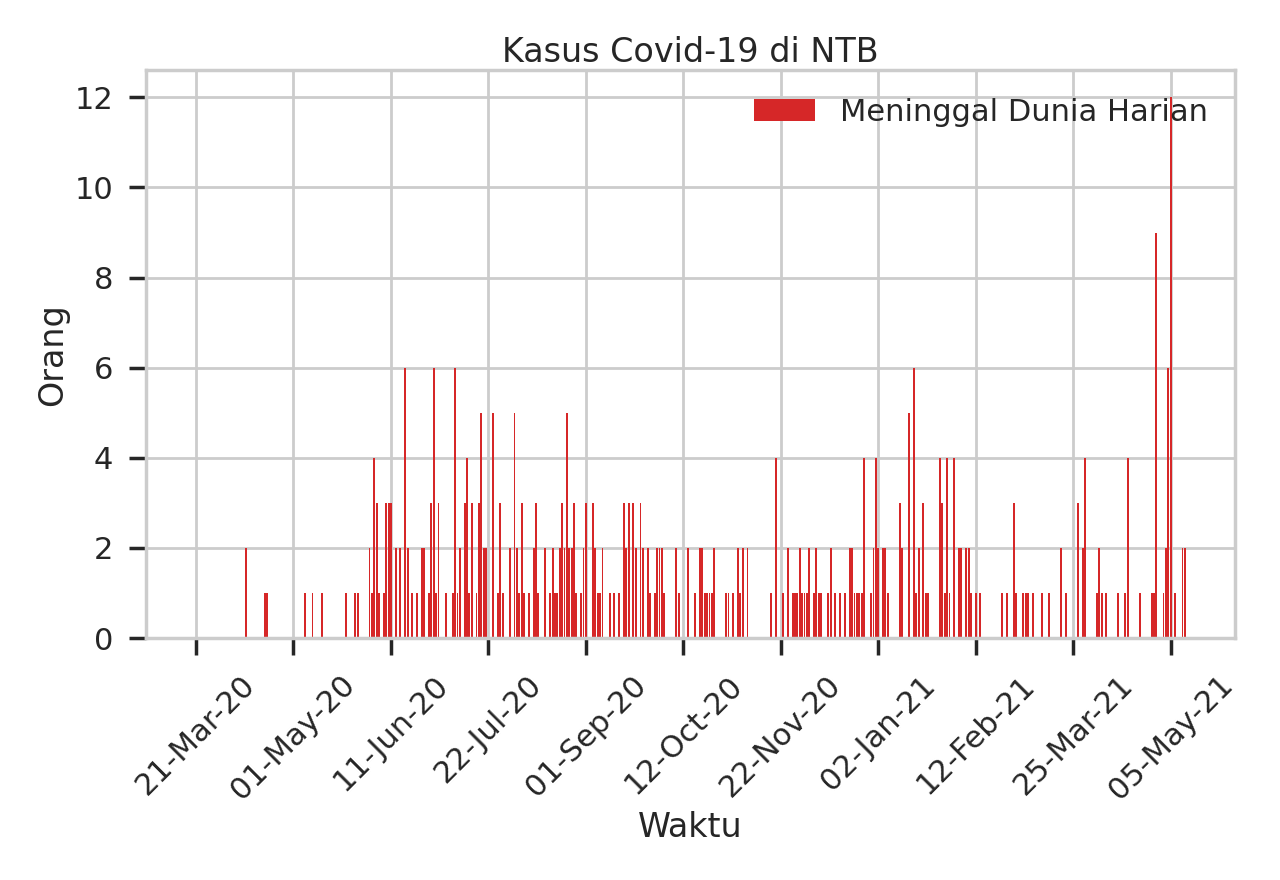 Kasus Covid-19 di NTB
Meninggal Dunia Harian
Orang
12
10
8
6
4
2
0
21-Mar-20
01-May-20
11-Jun-20
22-Jul-20
01-Sep-20
12-Oct-20
22-Nov-20
02-Jan-21
12-Feb-21
25-Mar-21
05-May-21
Waktu